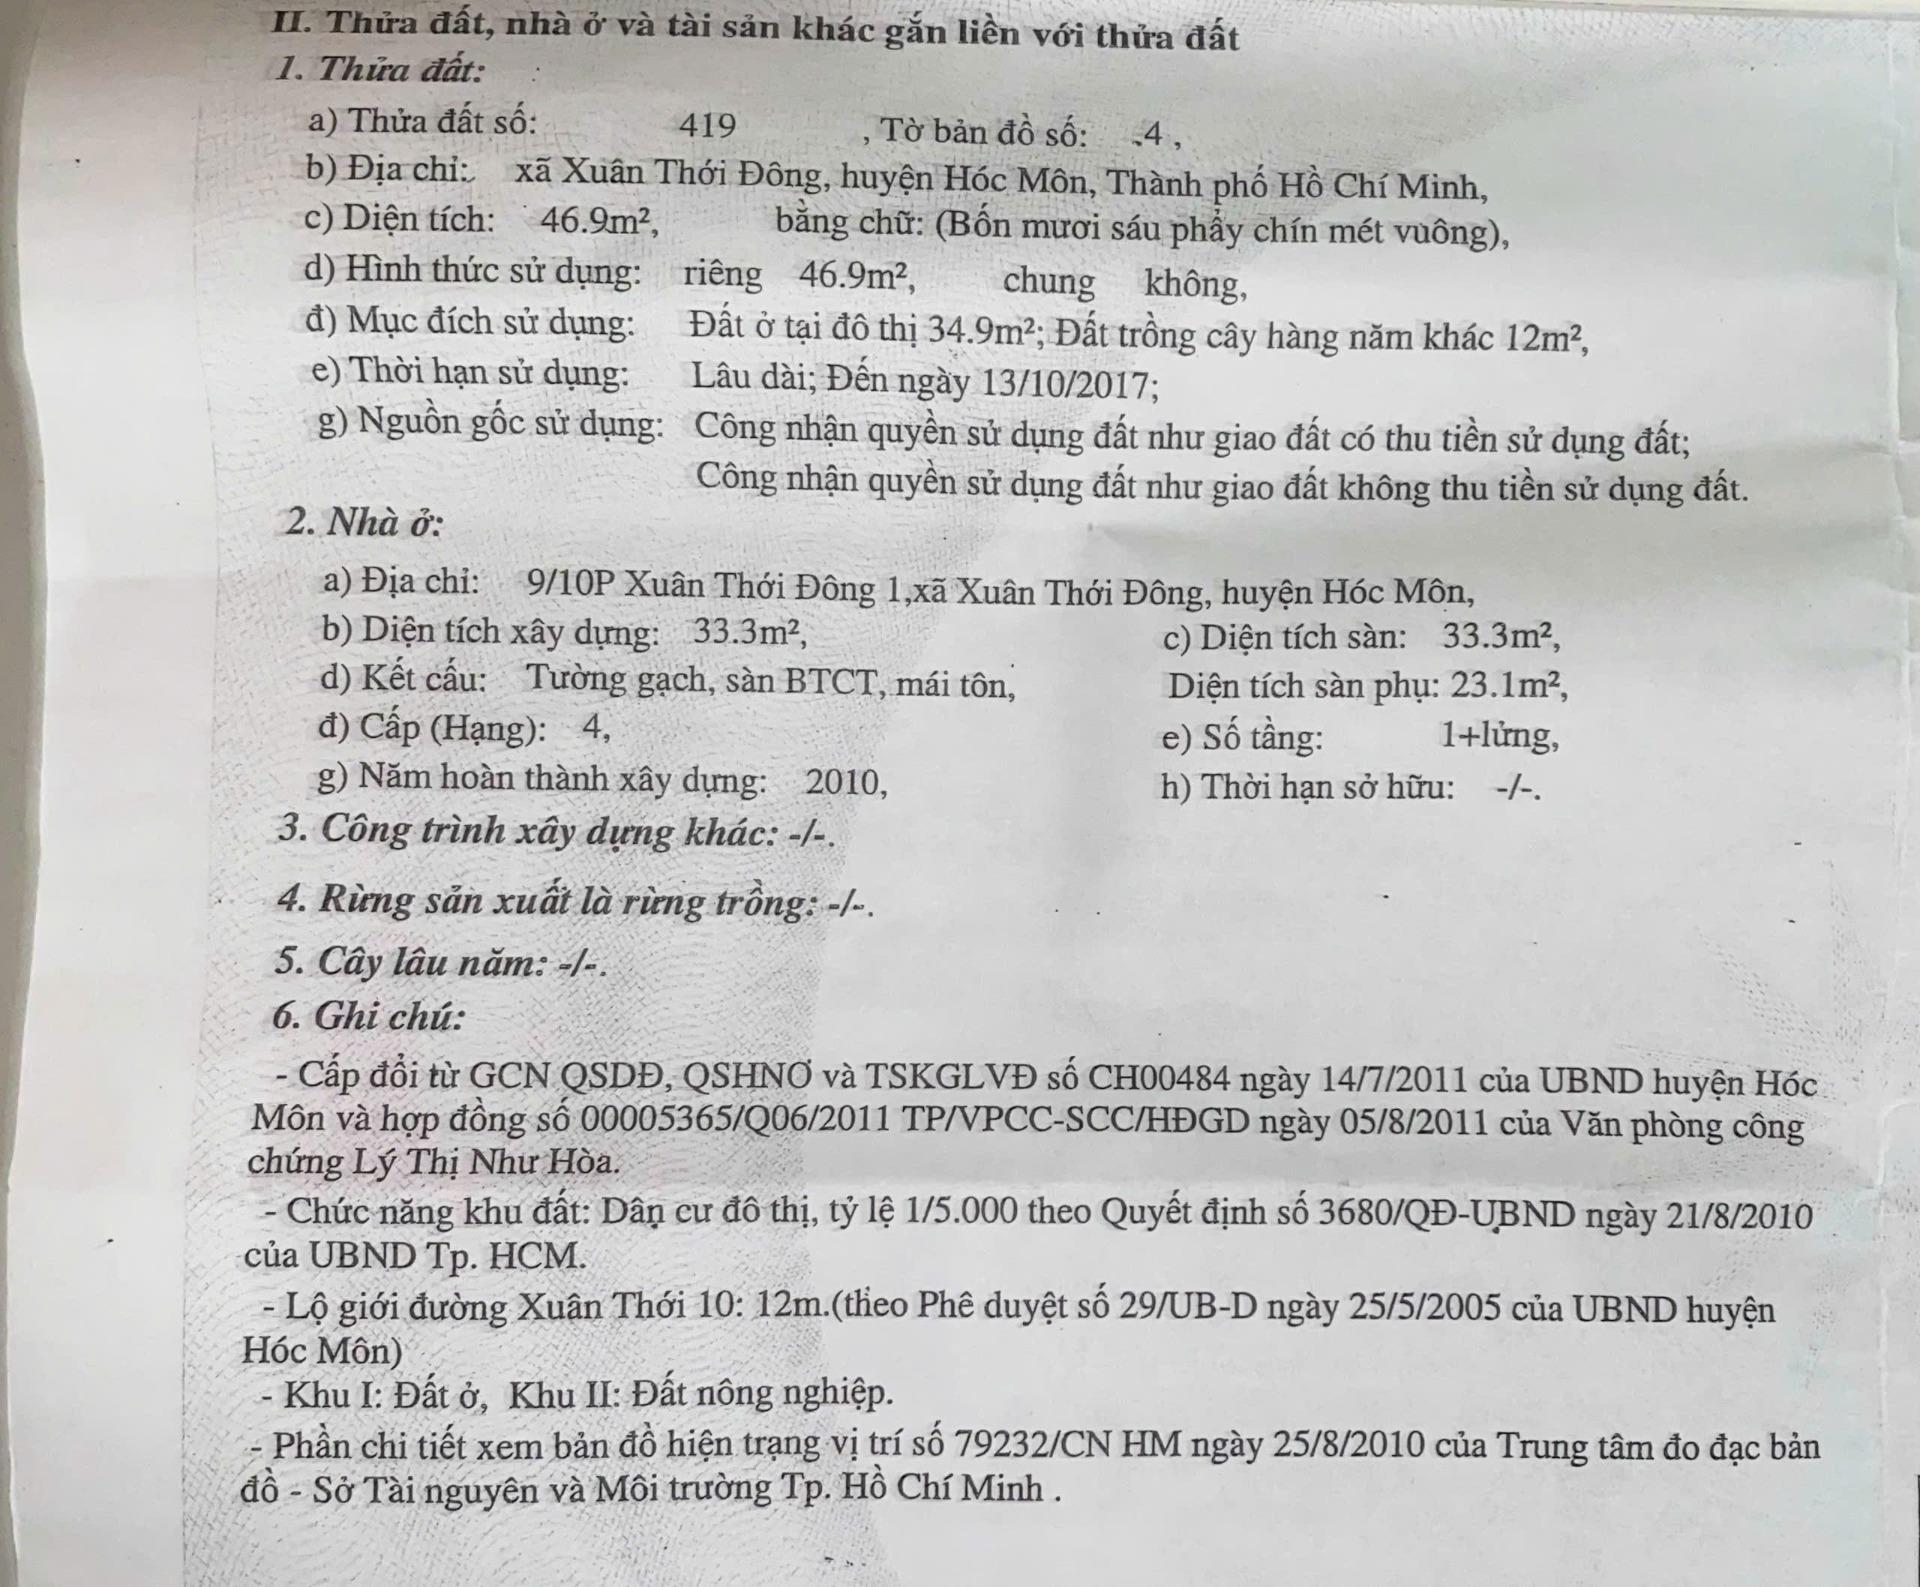 II. Thửa đất, nhà ở và tài sản khác gắn liền với thửa đất
1. Thửa đất:
a) Thửa đất số: 419 , Tờ bản đồ số: 4 ,
b) Địa chỉ: xã Xuân Thới Đông, huyện Hóc Môn, Thành phố Hồ Chí Minh,
c) Diện tích: 46.9m², bằng chữ: (Bốn mươi sáu phẩy chín mét vuông),
d) Hình thức sử dụng: riêng 46.9m², chung không,
đ) Mục đích sử dụng: Đất ở tại đô thị 34.9m²; Đất trồng cây hàng năm khác 12m²,
e) Thời hạn sử dụng: Lâu dài; Đến ngày 13/10/2017;
g) Nguồn gốc sử dụng: Công nhận quyền sử dụng đất như giao đất có thu tiền sử dụng đất;
Công nhận quyền sử dụng đất như giao đất không thu tiền sử dụng đất.
2. Nhà ở:
a) Địa chỉ: 9/10P Xuân Thới Đông 1,xã Xuân Thới Đông, huyện Hóc Môn,
b) Diện tích xây dựng: 33.3m², c) Diện tích sàn: 33.3m²,
d) Kết cấu: Tường gạch, sàn BTCT, mái tôn, Diện tích sàn phụ: 23.1m²,
đ) Cấp (Hạng): 4, e) Số tầng: 1+lửng,
g) Năm hoàn thành xây dựng: 2010, h) Thời hạn sở hữu: -/-.
3. Công trình xây dựng khác: -/-.
4. Rừng sản xuất là rừng trồng: -/-.
5. Cây lâu năm: -/-.
6. Ghi chú:
- Cấp đổi từ GCN QSDĐ, QSHNƠ và TSKGLVĐ số CH00484 ngày 14/7/2011 của UBND huyện Hóc
Môn và hợp đồng số 00005365/Q06/2011 TP/VPCC-SCC/HĐGD ngày 05/8/2011 của Văn phòng công
chứng Lý Thị Như Hòa.
- Chức năng khu đất: Dân cư đô thị, tỷ lệ 1/5.000 theo Quyết định số 3680/QĐ-UBND ngày 21/8/2010
của UBND Tp. HCM.
- Lộ giới đường Xuân Thới 10: 12m.(theo Phê duyệt số 29/UB-D ngày 25/5/2005 của UBND huyện
Hóc Môn)
- Khu I: Đất ở, Khu II: Đất nông nghiệp.
- Phần chi tiết xem bản đồ hiện trạng vị trí số 79232/CN HM ngày 25/8/2010 của Trung tâm đo đạc bản
đồ - Sở Tài nguyên và Môi trường Tp. Hồ Chí Minh .